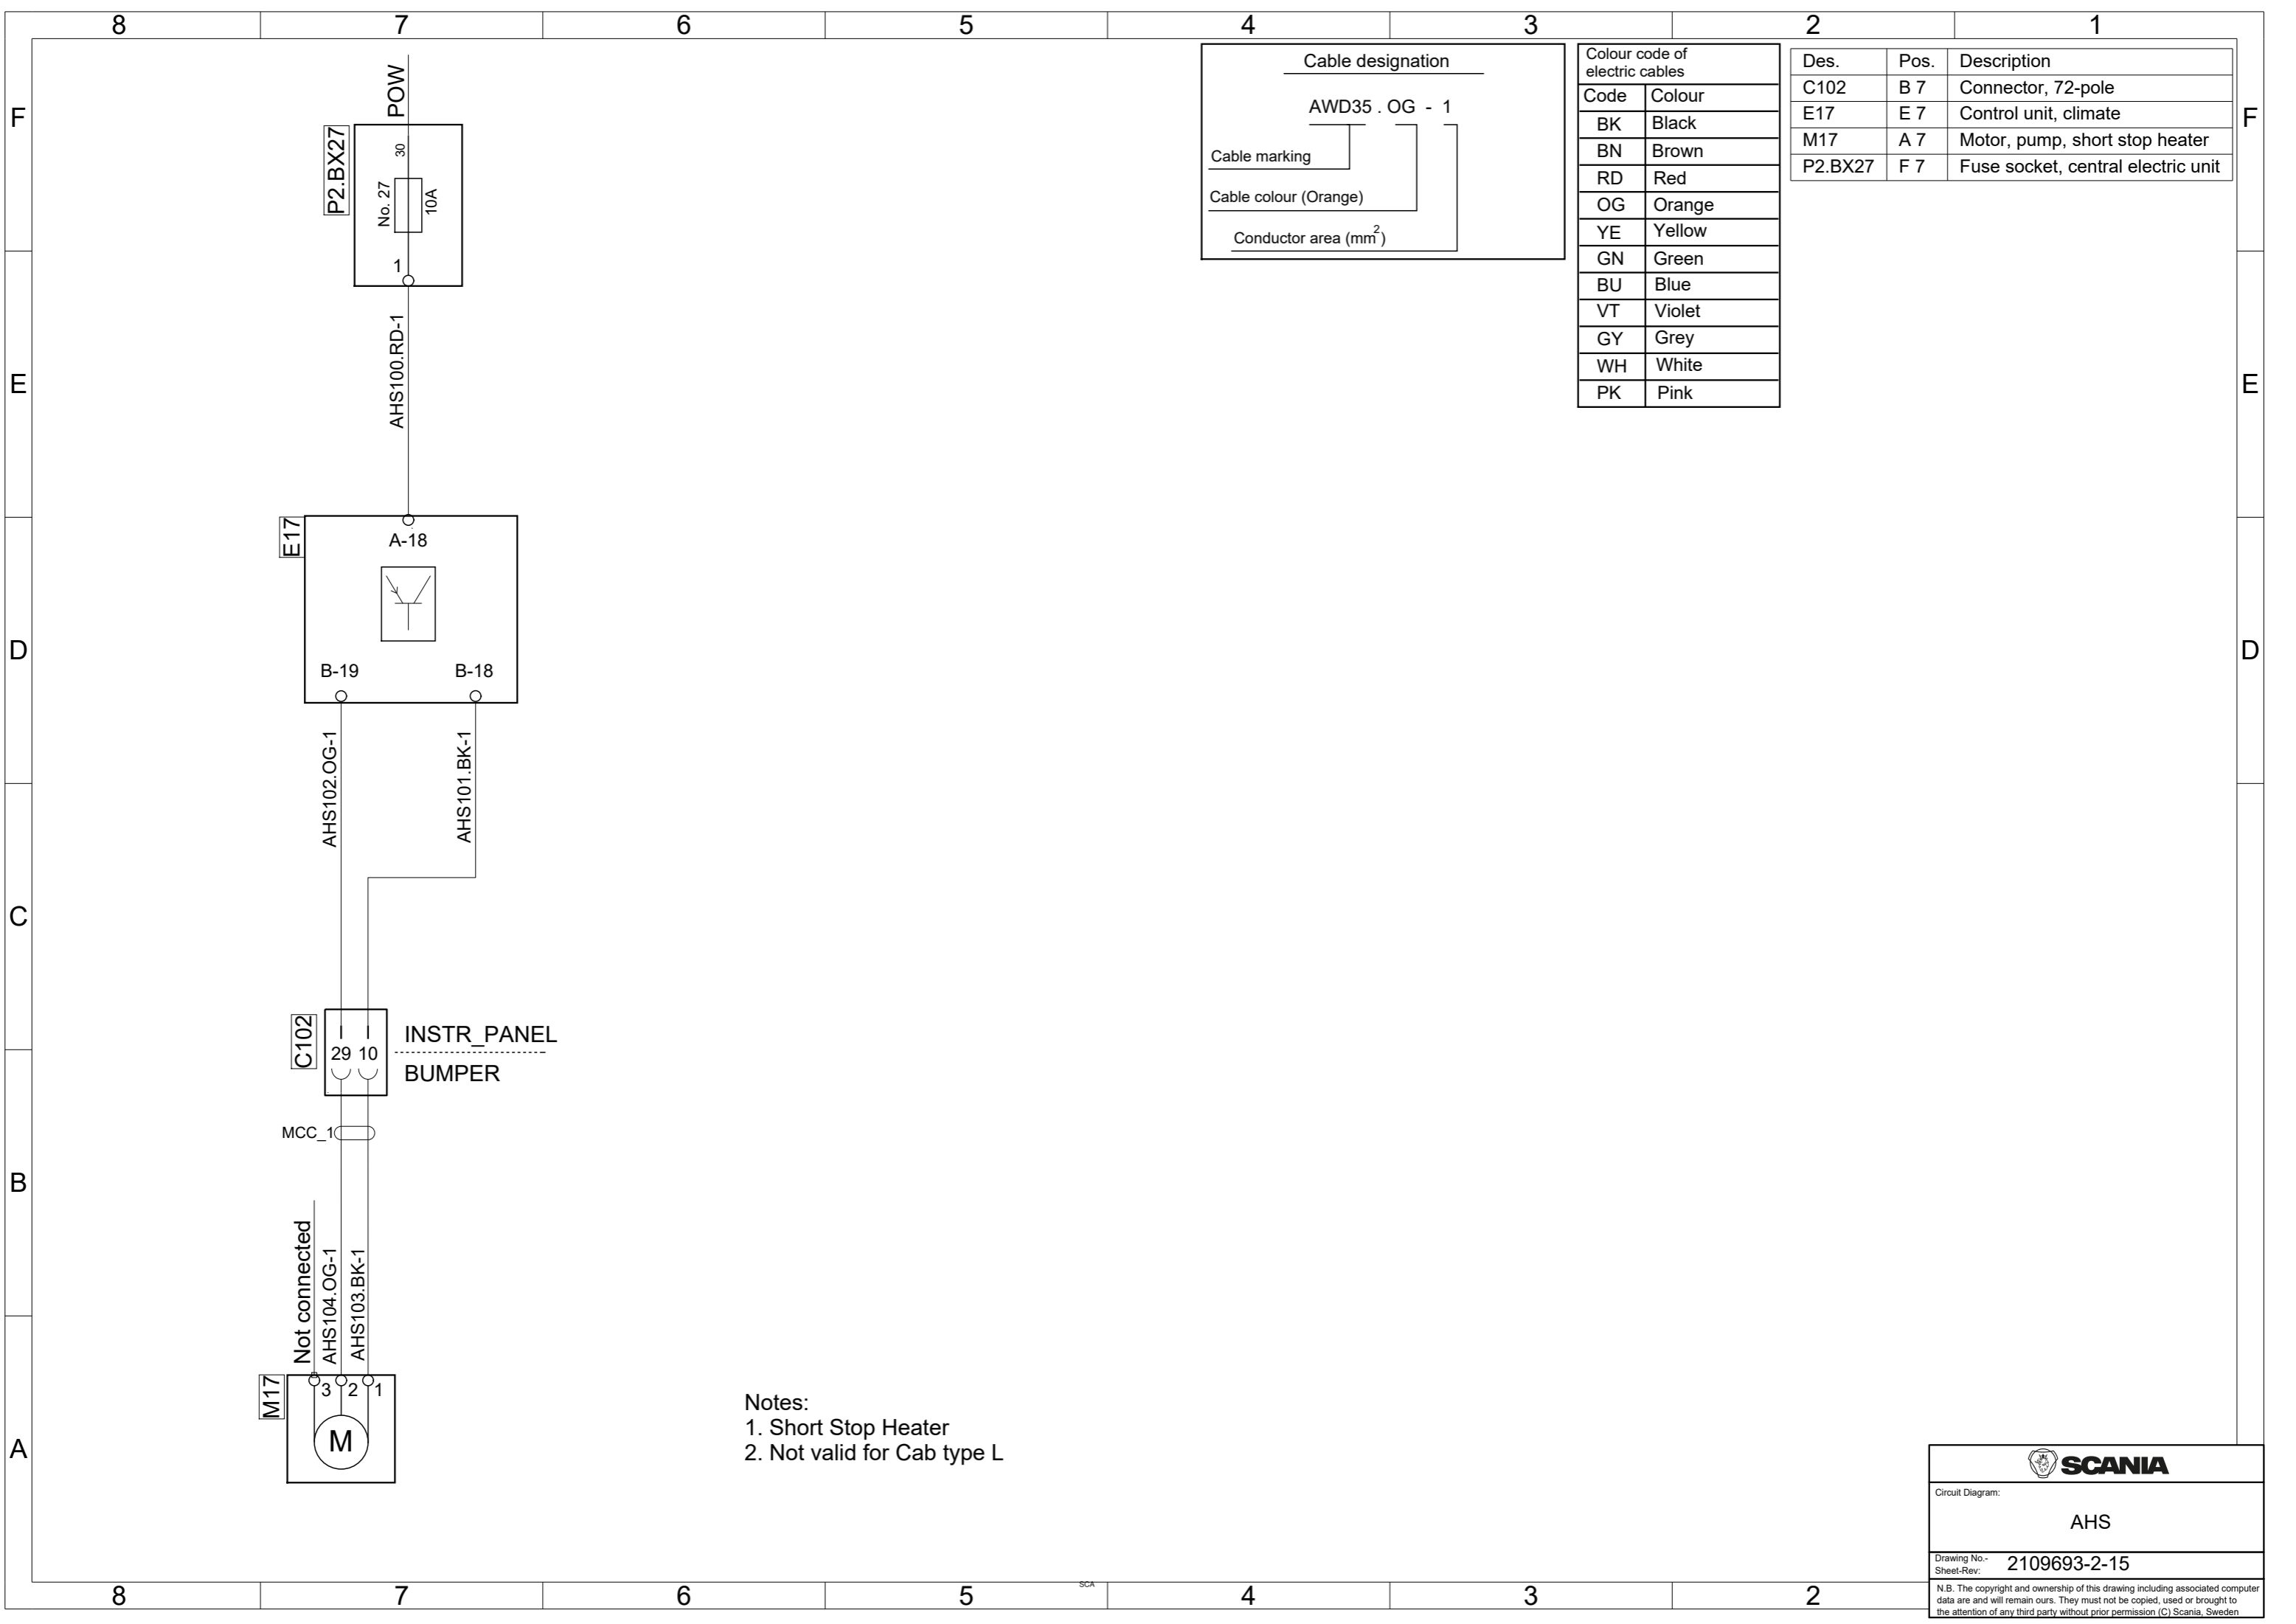 8 7 6 5 4 3 2 1
F
E
D
C
B
A
POW
P2.BX27
30
No. 27
10A
1
AHS100.RD-1
E17
A-18
B-19 B-18
AHS102.OG-1
AHS101.BK-1
C102
29 10
INSTR_PANEL
BUMPER
MCC_1
Not connected
AHS104.OG-1
AHS103.BK-1
M17
3 2 1
M
Notes:
1. Short Stop Heater
2. Not valid for Cab type L
Cable designation
AWD35 . OG - 1
Cable marking
Cable colour (Orange)
Conductor area (mm2)
Colour code of
electric cables
Code Colour
BK Black
BN Brown
RD Red
OG Orange
YE Yellow
GN Green
BU Blue
VT Violet
GY Grey
WH White
PK Pink
Des. Pos. Description
C102 B 7 Connector, 72-pole
E17 E 7 Control unit, climate
M17 A 7 Motor, pump, short stop heater
P2.BX27 F 7 Fuse socket, central electric unit
F
E
D
SCANIA
Circuit Diagram:
AHS
Drawing No.-
Sheet-Rev: 2109693-2-15
N.B. The copyright and ownership of this drawing including associated computer
data are and will remain ours. They must not be copied, used or brought to
the attention of any third party without prior permission (C) Scania, Sweden
8 7 6 5 4 3 2
SCA